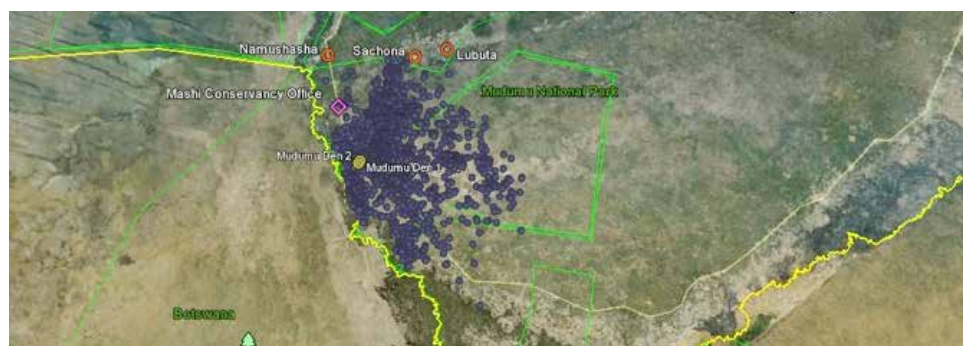 Namushasha
Sachona
Lubuta
Mudumu National Park
Mashi Conservancy Office
Mudumu Den 2
Mudumu Den 1
Botswana